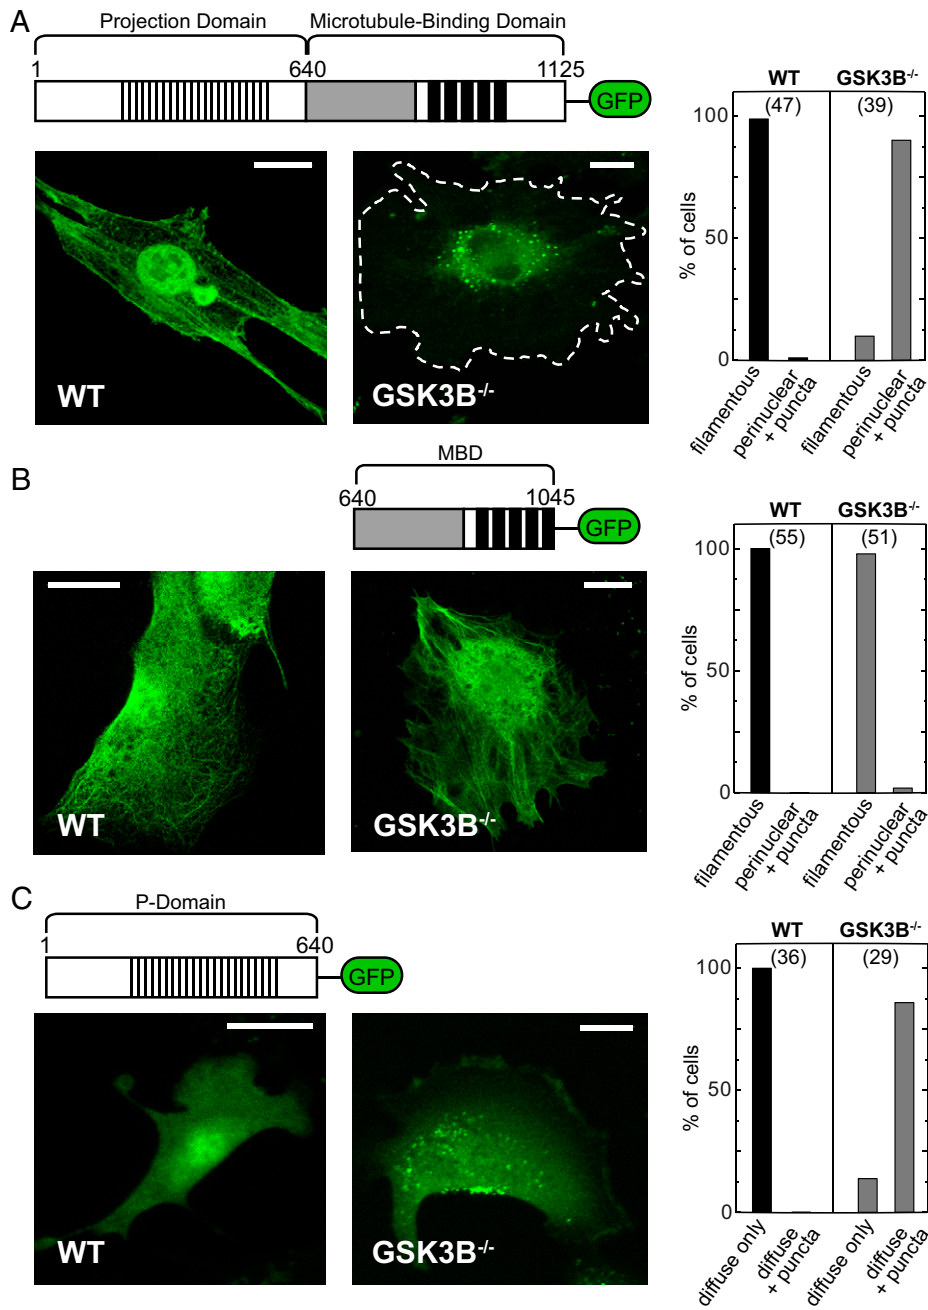 A
Projection Domain
Microtubule-Binding Domain
1
640
1125
GFP
WT
GSK3B-/-
WT
GSK3B-/-
(47)
(39)
% of cells
100
50
0
filamentous
perinuclear
+ puncta
filamentous
perinuclear
+ puncta
B
MBD
640
1045
GFP
WT
GSK3B-/-
WT
GSK3B-/-
(55)
(51)
% of cells
100
50
0
filamentous
perinuclear
+ puncta
filamentous
perinuclear
+ puncta
C
P-Domain
1
640
GFP
WT
GSK3B-/-
WT
GSK3B-/-
(36)
(29)
% of cells
100
50
0
diffuse only
diffuse
+ puncta
diffuse only
diffuse
+ puncta